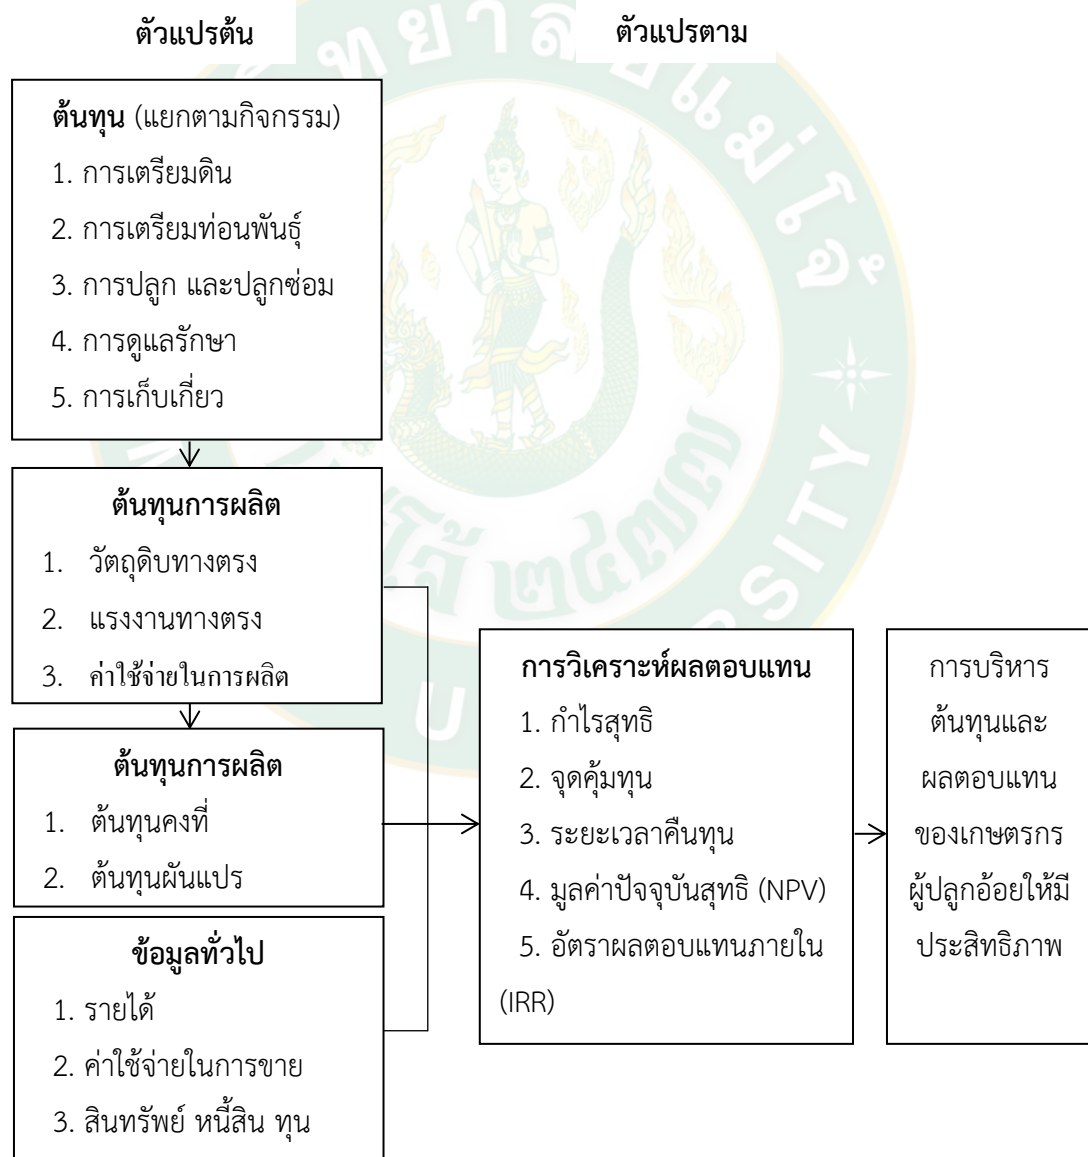 ตัวแปรต้น
ตัวแปรตาม
ต้นทุน (แยกตามกิจกรรม)
1. การเตรียมดิน
2. การเตรียมท่อนพันธุ์
3. การปลูก และปลูกซ่อม
4. การดูแลรักษา
5. การเก็บเกี่ยว
ต้นทุนการผลิต
1. วัตถุดิบทางตรง
2. แรงงานทางตรง
3. ค่าใช้จ่ายในการผลิต
ต้นทุนการผลิต
1. ต้นทุนคงที่
2. ต้นทุนผันแปร
ข้อมูลทั่วไป
1. รายได้
2. ค่าใช้จ่ายในการขาย
3. สินทรัพย์ หนี้สิน ทุน
การวิเคราะห์ผลตอบแทน
1. กำไรสุทธิ
2. จุดคุ้มทุน
3. ระยะเวลาคืนทุน
4. มูลค่าปัจจุบันสุทธิ (NPV)
5. อัตราผลตอบแทนภายใน
(IRR)
การบริหาร
ต้นทุนและ
ผลตอบแทน
ของเกษตรกร
ผู้ปลูกอ้อยให้มี
ประสิทธิภาพ